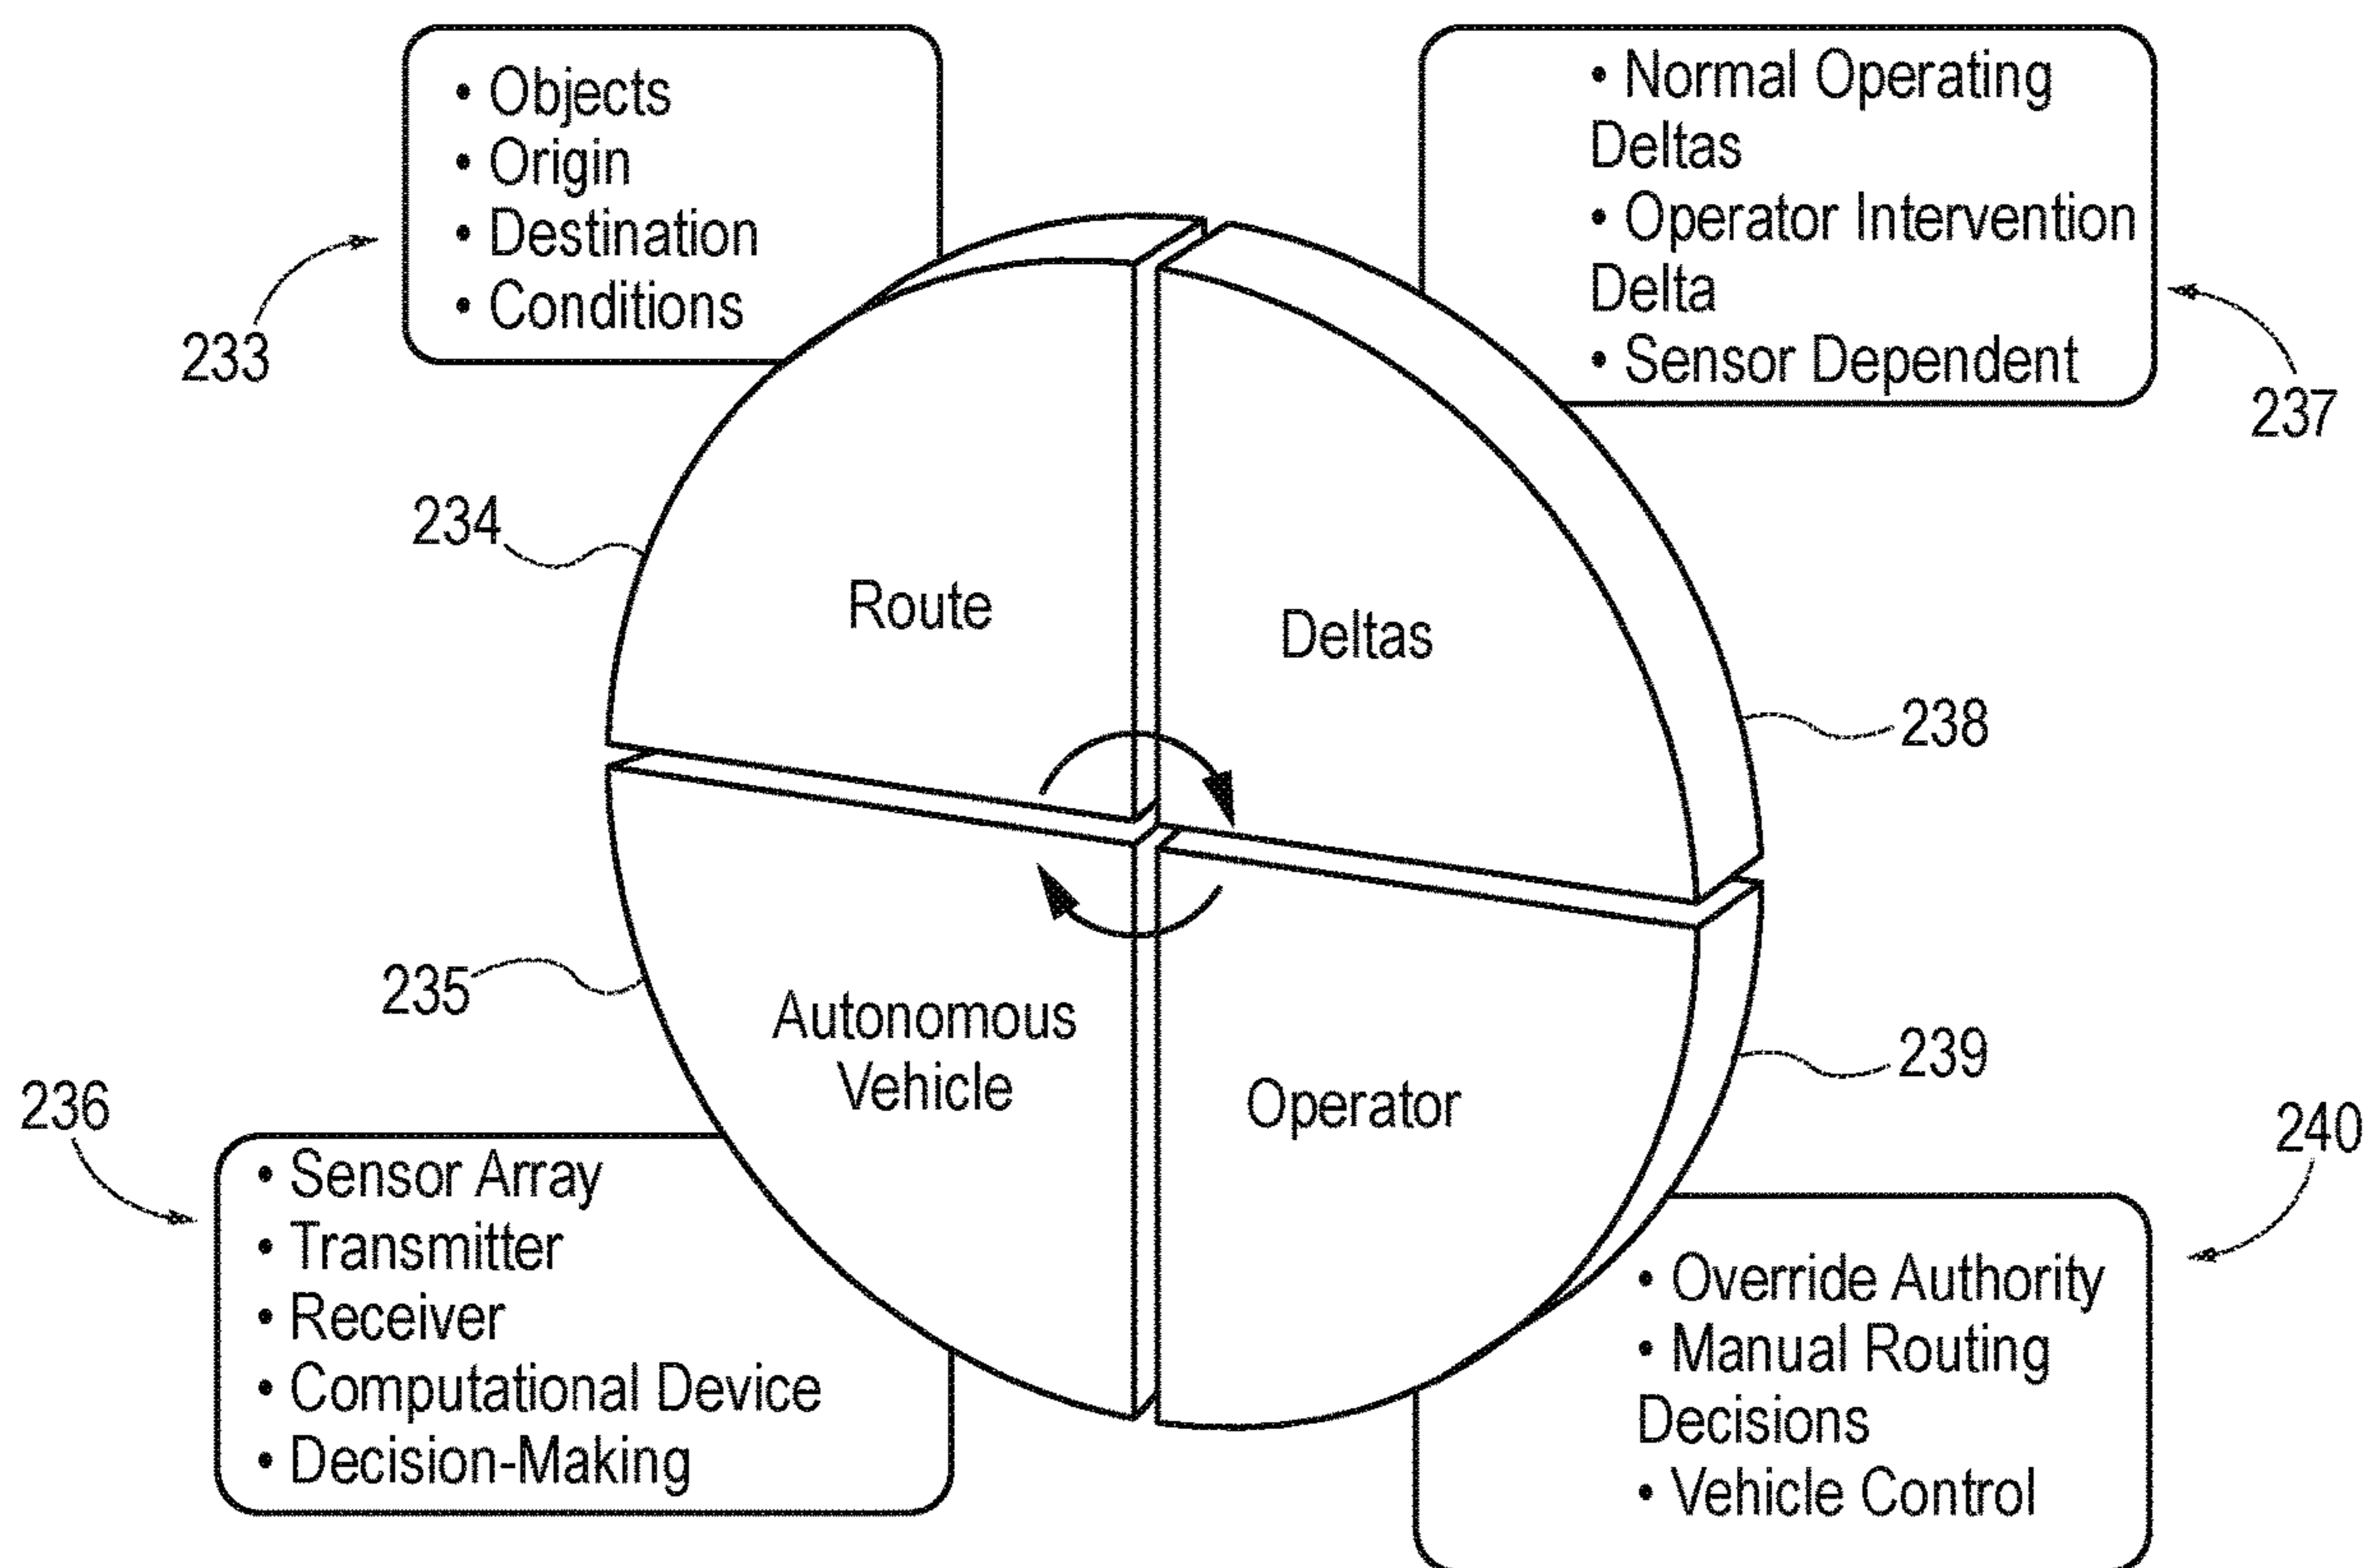 • Objects
• Origin
• Destination
• Conditions
233
• Normal Operating
Deltas
• Operator Intervention
Delta
• Sensor Dependent
237
234
Route
Deltas
238
235
Autonomous
Vehicle
Operator
239
236
• Sensor Array
• Transmitter
• Receiver
• Computational Device
• Decision-Making
240
• Override Authority
• Manual Routing
Decisions
• Vehicle Control